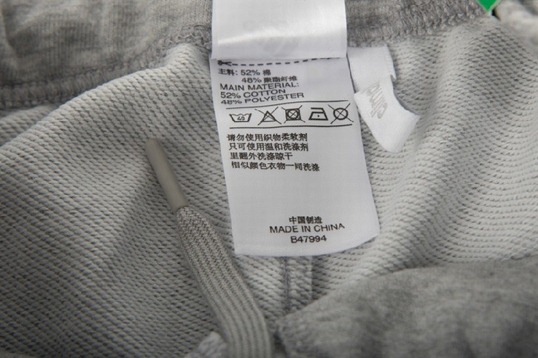 主料: 52% 棉
48% 聚酯纤维
MAIN MATERIAL:
52% COTTON
48% POLYESTER
40
请勿使用织物柔软剂
只可使用温和洗涤剂
里翻外洗涤晾干
相似颜色衣物一同洗涤
中国制造
MADE IN CHINA
B47994